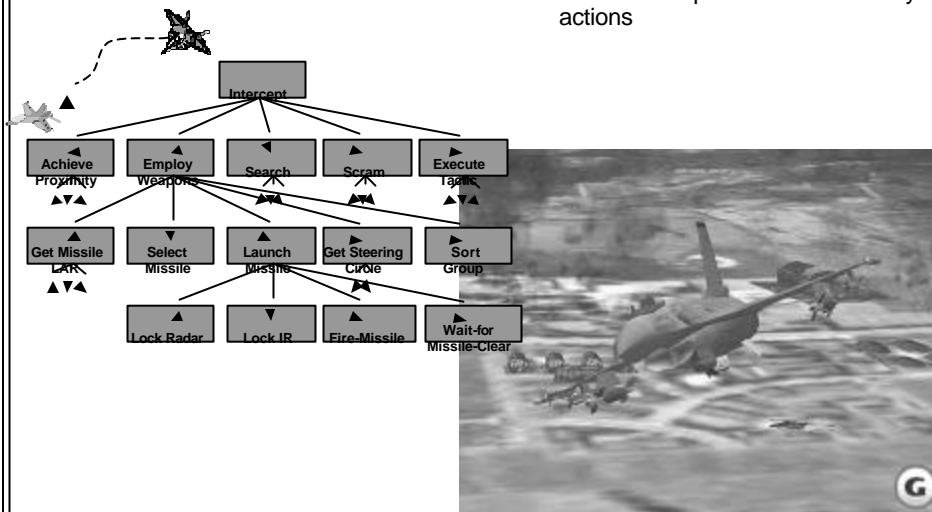 actions
Intercept
Achieve
Proximity
Employ
Weapons
Search
Scram
Execute
Tactic
Get Missile
LAR
Select
Missile
Launch
Missile
Get Steering
Circle
Sort
Group
Lock Radar
Lock IR
Fire-Missile
Wait-for
Missile-Clear
G